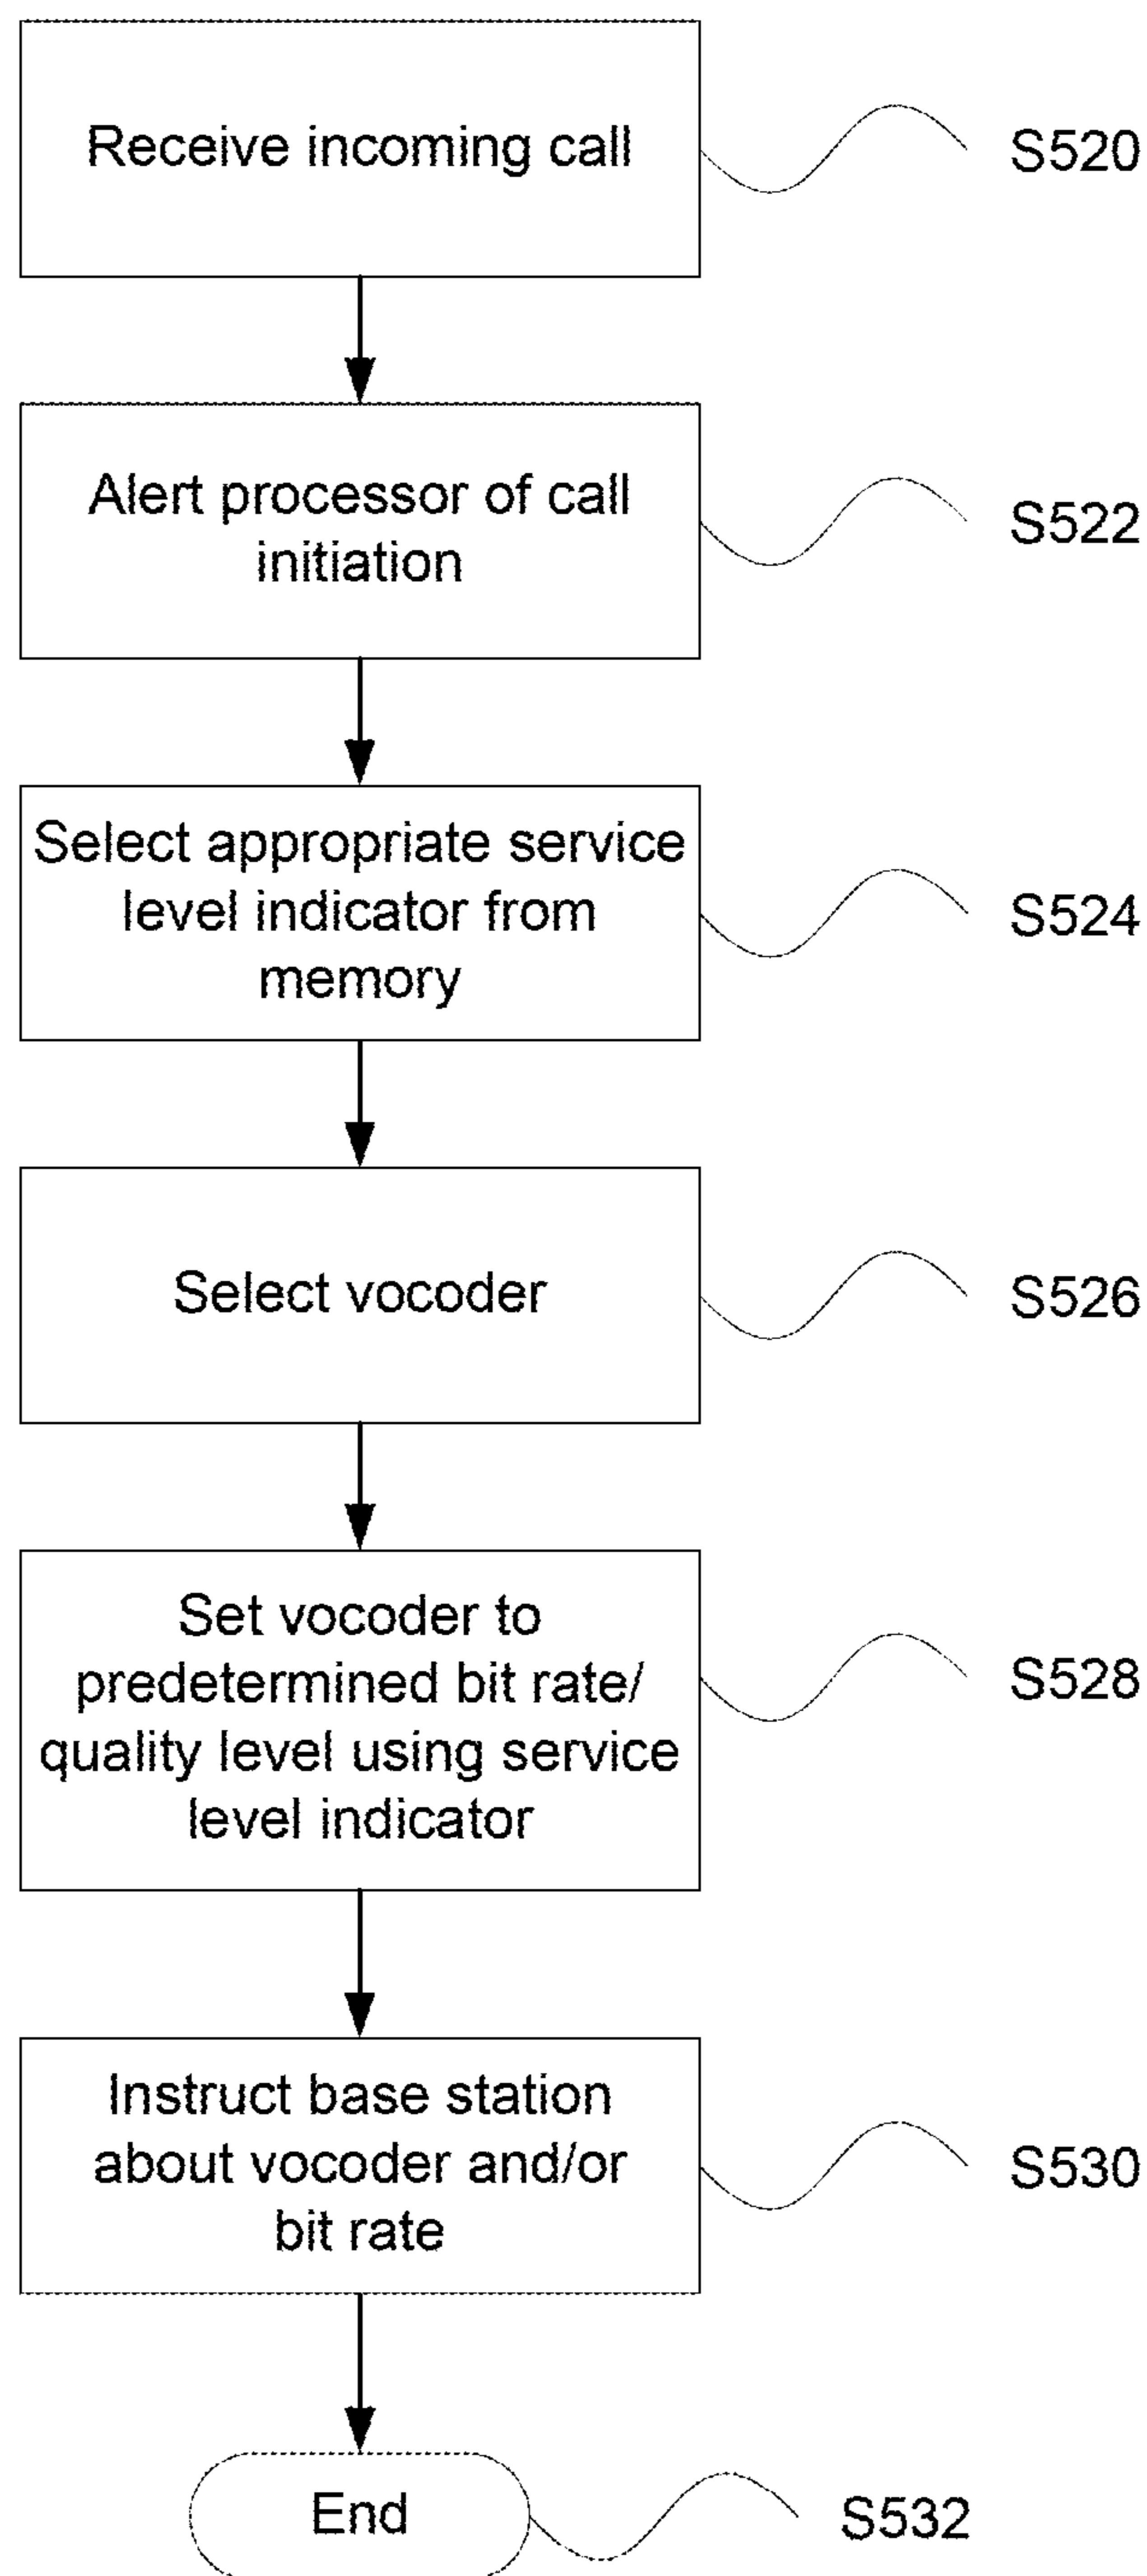 Receive incoming call
S520
Alert processor of call
initiation
S522
Select appropriate service
level indicator from
memory
S524
Select vocoder
S526
Set vocoder to
predetermined bit rate/
quality level using service
level indicator
S528
Instruct base station
about vocoder and/or
bit rate
S530
End
S532